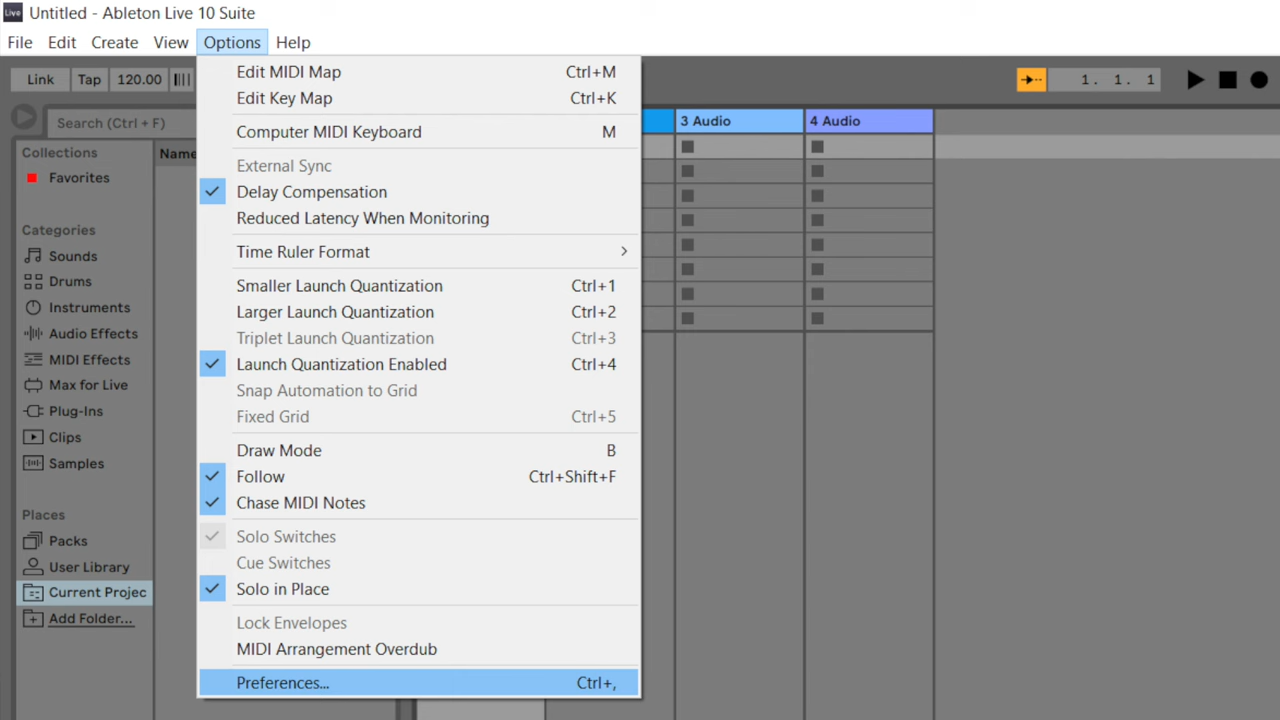 Live
Untitled - Ableton Live 10 Suite
File Edit Create View Options Help
Link Tap 120.00
1. 1. 1
Search (Ctrl + F)
Collections
Favorites
Categories
Sounds
Drums
Instruments
Audio Effects
MIDI Effects
Max for Live
Plug-Ins
Clips
Samples
Places
Packs
User Library
Current Projec
Add Folder...
Name
Edit MIDI Map Ctrl+M
Edit Key Map Ctrl+K
Computer MIDI Keyboard M
External Sync
Delay Compensation
Reduced Latency When Monitoring
Time Ruler Format
Smaller Launch Quantization Ctrl+1
Larger Launch Quantization Ctrl+2
Triplet Launch Quantization Ctrl+3
Launch Quantization Enabled Ctrl+4
Snap Automation to Grid
Fixed Grid Ctrl+5
Draw Mode B
Follow Ctrl+Shift+F
Chase MIDI Notes
Solo Switches
Cue Switches
Solo in Place
Lock Envelopes
MIDI Arrangement Overdub
Preferences... Ctrl+,
3 Audio
4 Audio